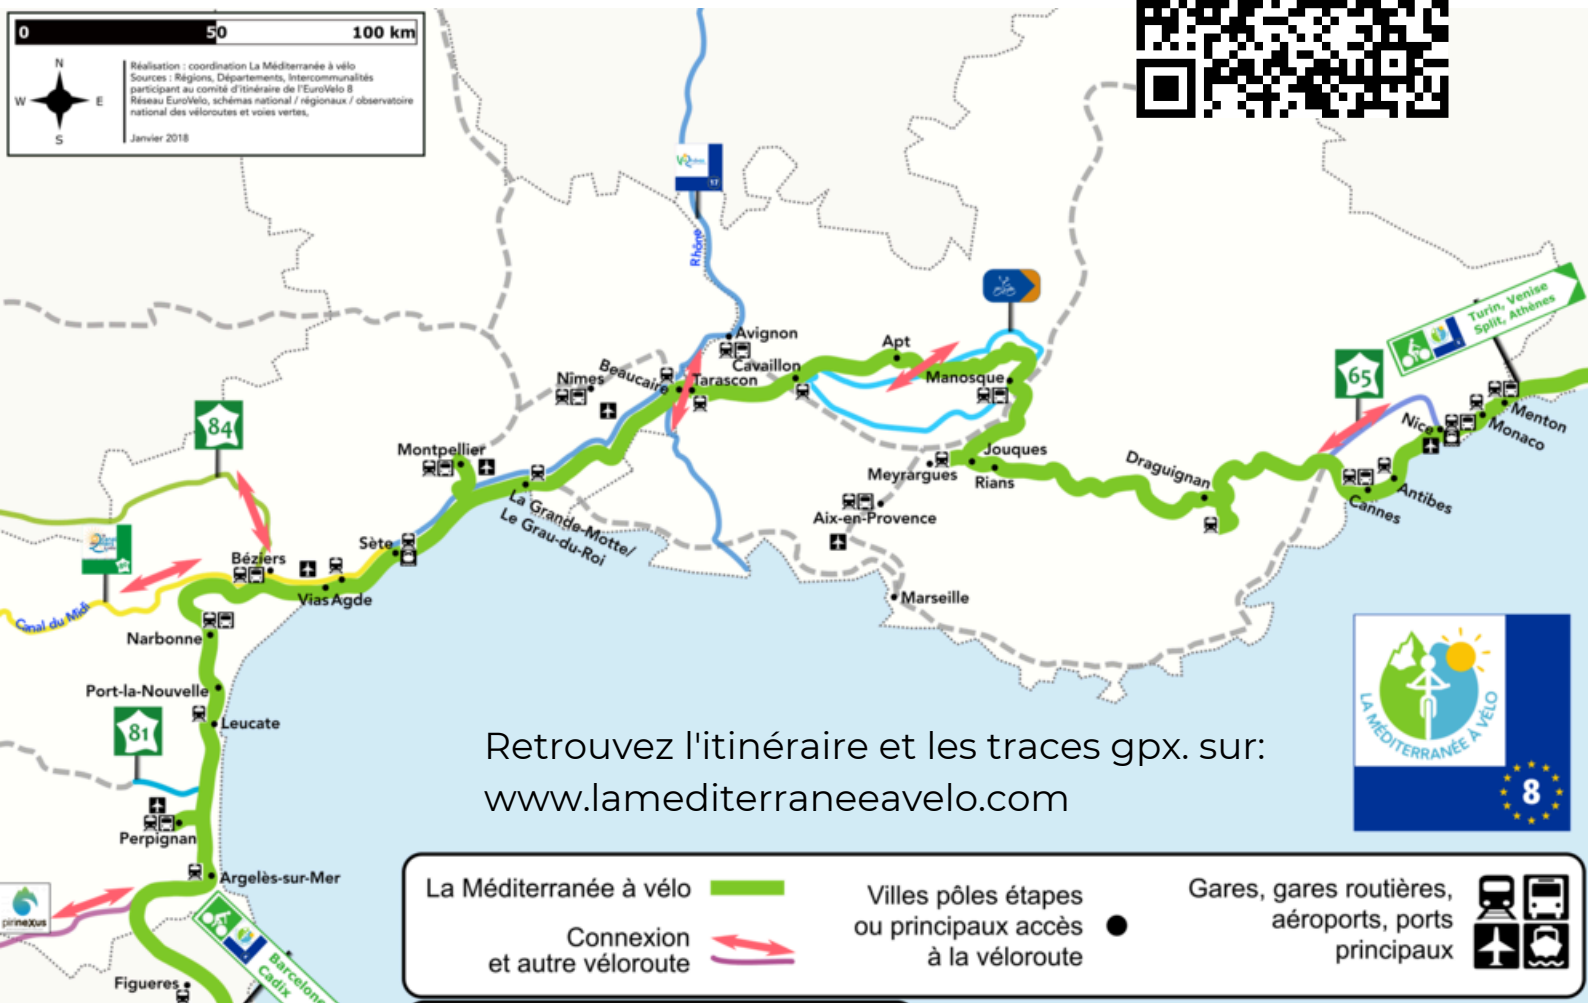 0 50 100 km
N
W E
S
Réalisation : coordination La Méditerranée à vélo
Sources : Régions, Départements, Intercommunalités
participant au comité d'itinéraire de l'EuroVelo 8
Réseau EuroVelo, schémas national / régionaux / observatoire
national des véloroutes et voies vertes,
Janvier 2018
17
Rhône
Turin, Venise
Split, Athènes
Avignon
Apt
Cavaillon
Beaucaire
Tarascon
Nîmes
Manosque
65
Menton
Monaco
Nice
84
Montpellier
Jouques
Meyrargues
Rians
Draguignan
Antibes
Cannes
La Grande-Motte/
Le Grau-du-Roi
Aix-en-Provence
Sète
Béziers
Vias
Agde
Canal du Midi
Marseille
Narbonne
Port-la-Nouvelle
Leucate
81
LA MÉDITERRANÉE À VÉLO
8
Retrouvez l'itinéraire et les traces gpx. sur:
www.lamediterraneeavelo.com
Perpignan
Argelès-sur-Mer
pirinexus
Barcelone
Cadix
Figueres
La Méditerranée à vélo
Connexion
et autre véloroute
Villes pôles étapes
ou principaux accès
à la véloroute
Gares, gares routières,
aéroports, ports
principaux